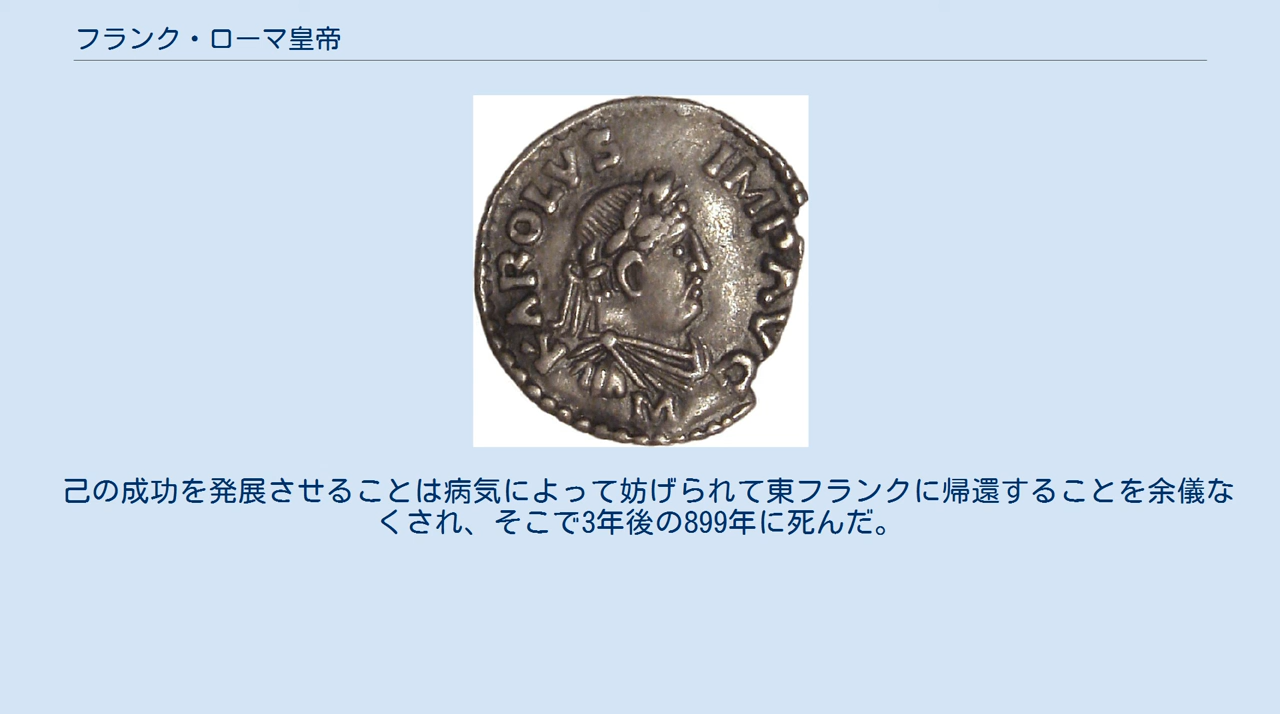 フランク・ローマ皇帝
KAROLVS IMP AVG
M
己の成功を発展させることは病気によって妨げられて東フランクに帰還することを余儀な
くされ、そこで3年後の899年に死んだ。